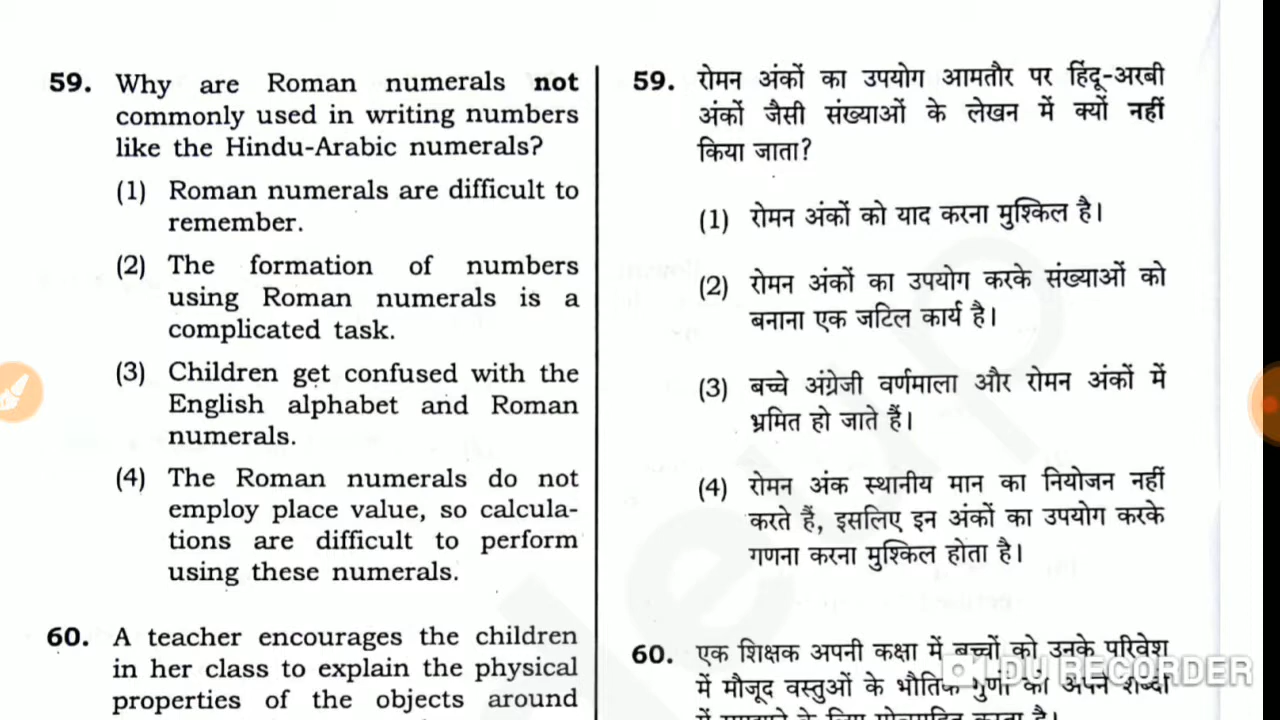 59. Why are Roman numerals not
commonly used in writing numbers
like the Hindu-Arabic numerals?
(1) Roman numerals are difficult to
remember.
(2) The formation of numbers
using Roman numerals is a
complicated task.
(3) Children get confused with the
English alphabet and Roman
numerals.
(4) The Roman numerals do not
employ place value, so calcula-
tions are difficult to perform
using these numerals.
60. A teacher encourages the children
in her class to explain the physical
properties of the objects around
59. रोमन अंकों का उपयोग आमतौर पर हिंदू-अरबी
अंकों जैसी संख्याओं के लेखन में क्यों नहीं
किया जाता?
(1) रोमन अंकों को याद करना मुश्किल है।
(2) रोमन अंकों का उपयोग करके संख्याओं को
बनाना एक जटिल कार्य है।
(3) बच्चे अंग्रेजी वर्णमाला और रोमन अंकों में
भ्रमित हो जाते हैं।
(4) रोमन अंक स्थानीय मान का नियोजन नहीं
करते हैं, इसलिए इन अंकों का उपयोग करके
गणना करना मुश्किल होता है।
60. एक शिक्षक अपनी कक्षा में बच्चों को उनके परिवेश
में मौजूद वस्तुओं के भौतिक गुणों को अपने शब्दों
DU RECORDER